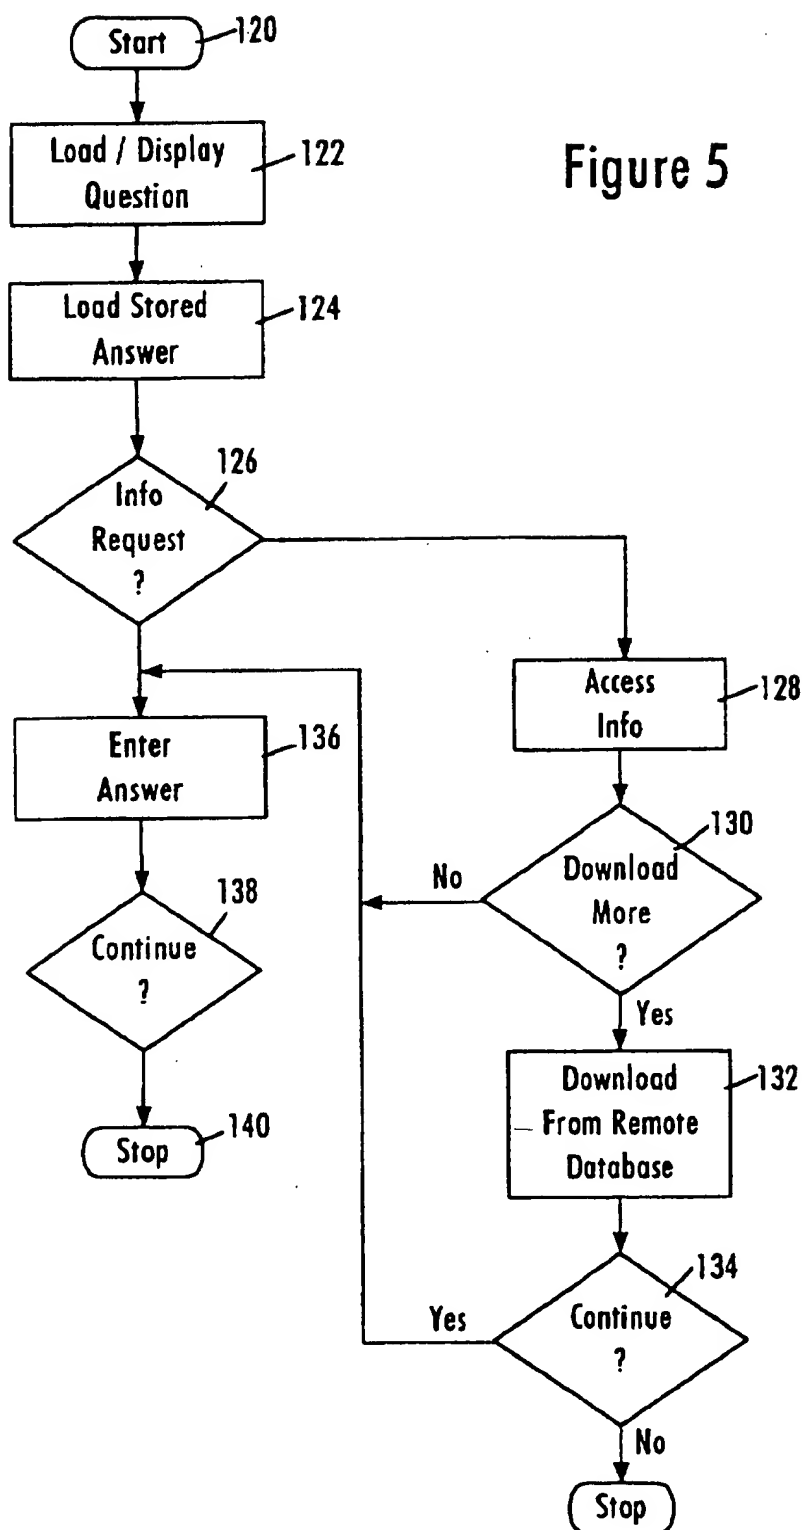 Start
120
Load / Display
Question
122
Figure 5
Load Stored
Answer
124
Info
Request
?
126
Access
Info
128
Enter
Answer
136
Download
More
?
130
No
Yes
Continue
?
138
Download
From Remote
Database
132
Stop
140
Continue
?
134
Yes
No
Stop